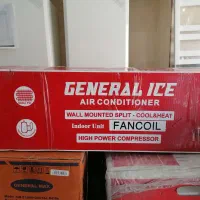 GENERAL ICE
AIR CONDITIONER
WALL MOUNTED SPLIT - COOL&HEAT
Indoor Unit FANCOIL
HIGH POWER COMPRESSOR